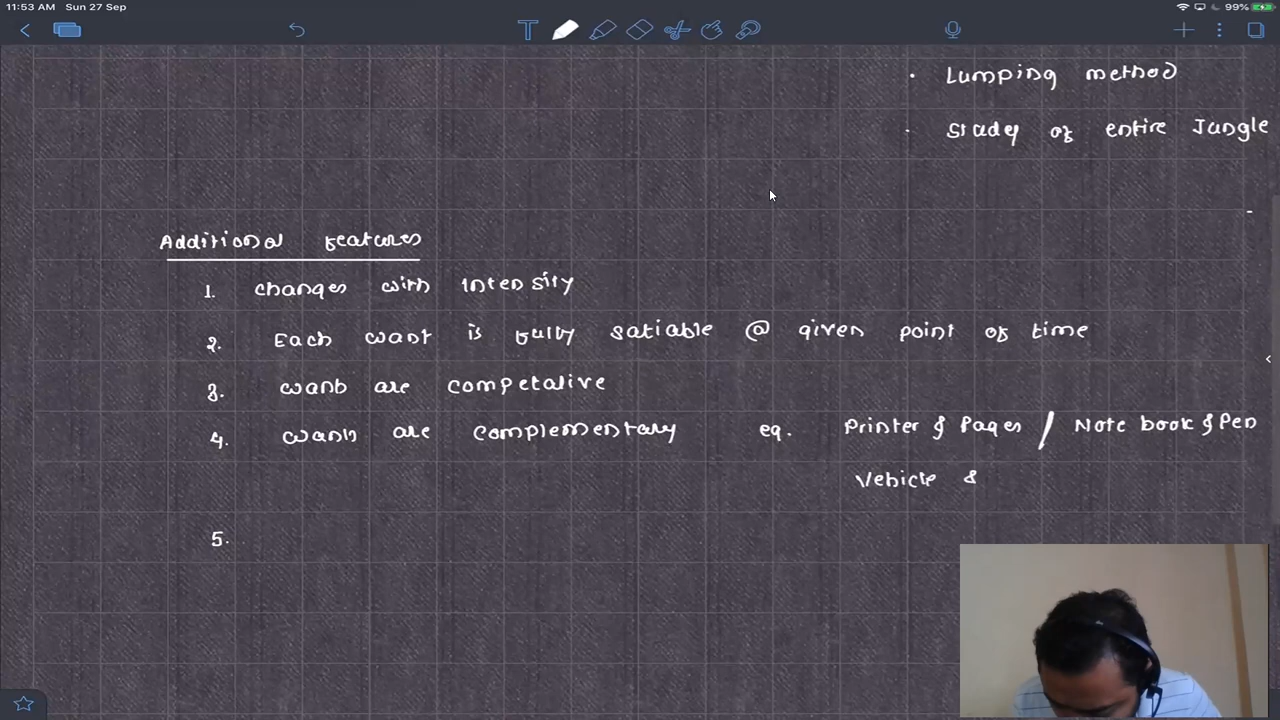 11:53 AM Sun 27 Sep
99%
• Lumping method
• Study of entire Jungle
Additional features
1. changes with intensity
2. Each want is fully satiable @ given point of time
3. wants are competative
4. wants are complementary eg. Printer & Pages / Note book & Pen
Vehicle &
5.